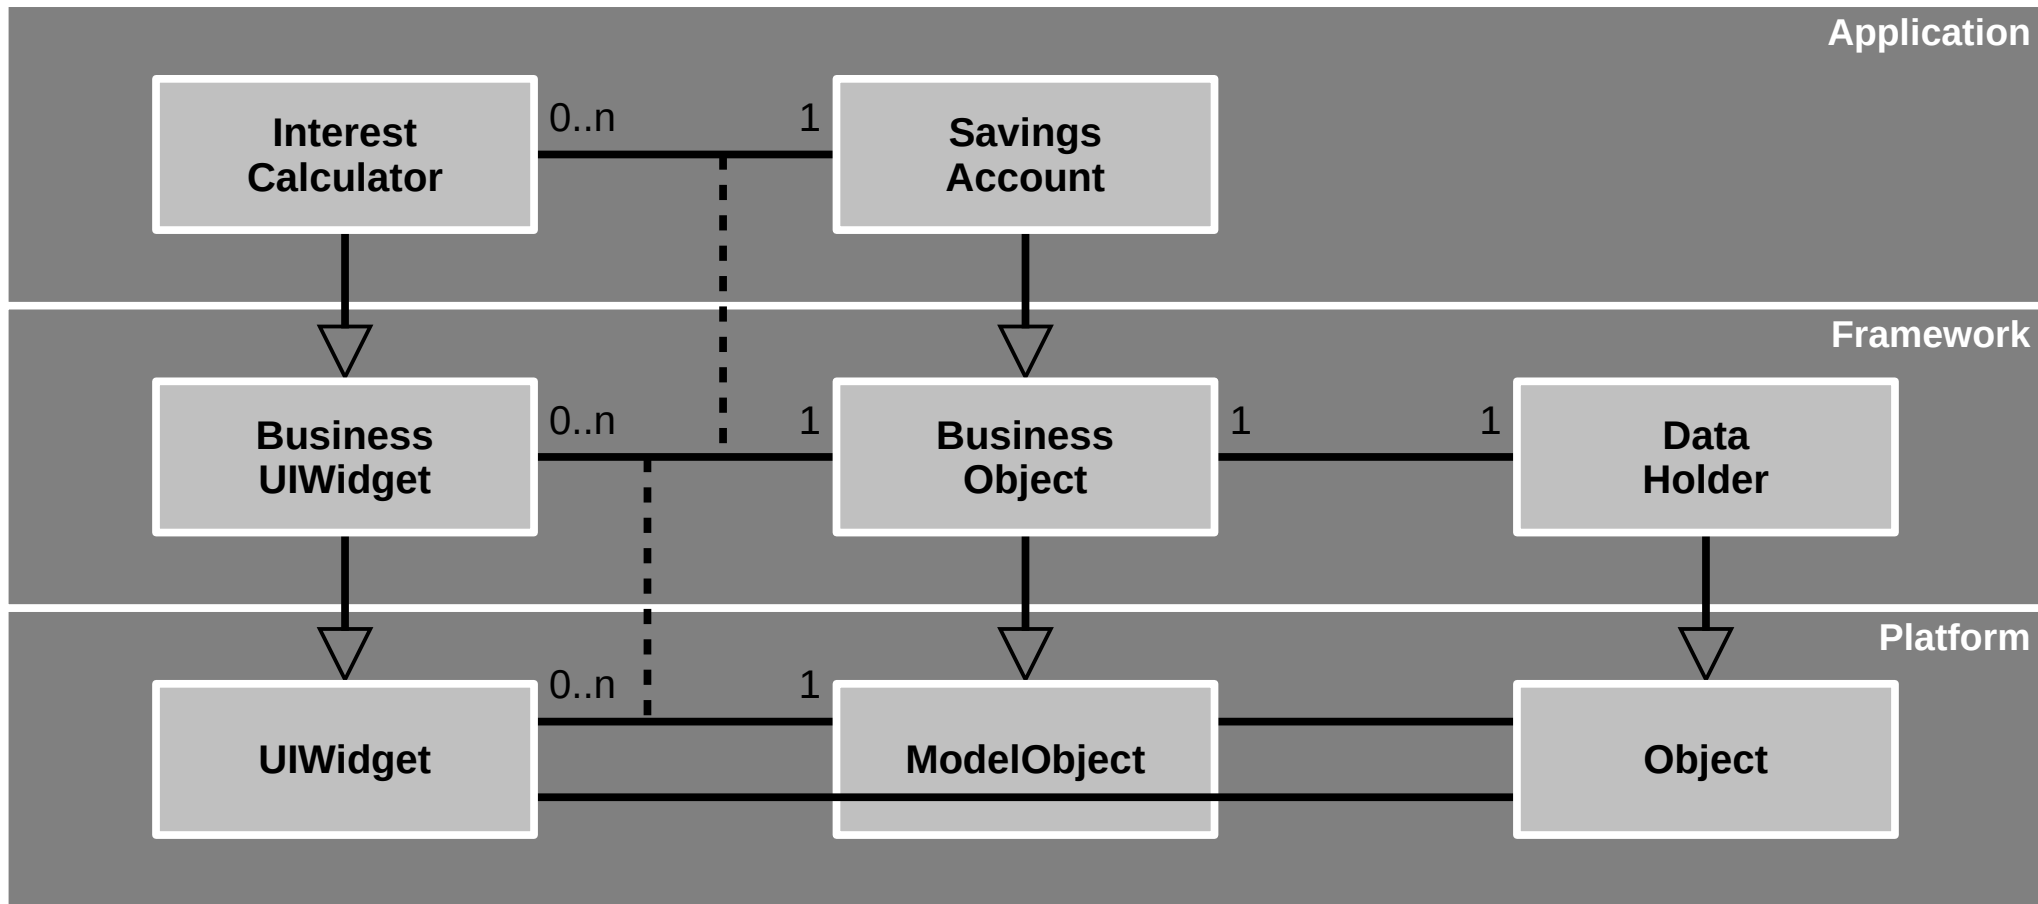 Application
Interest
Calculator
0..n
1
Savings
Account
Framework
Business
UIWidget
0..n
1
Business
Object
1
1
Data
Holder
Platform
UIWidget
0..n
1
ModelObject
Object